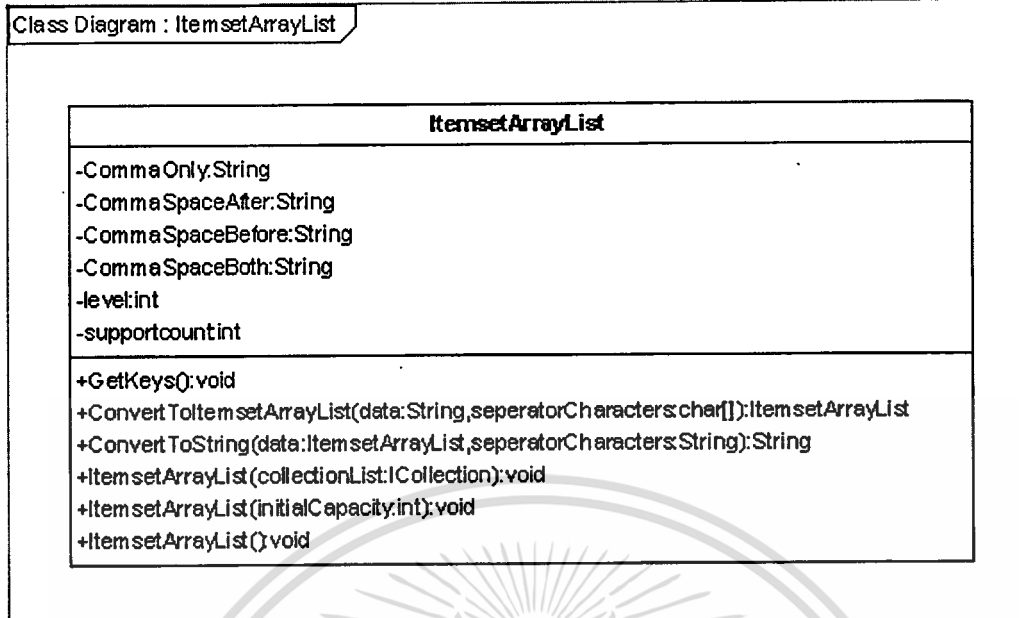 Class Diagram : ItemsetArrayList
ItemsetArrayList
-CommaOnly:String
-CommaSpaceAfter:String
-CommaSpaceBefore:String
-CommaSpaceBoth:String
-level:int
-supportcount:int
+GetKeys():void
+ConvertToItemsetArrayList(data:String,seperatorCharacters:char[]):ItemsetArrayList
+ConvertToString(data:ItemsetArrayList,seperatorCharacters:String):String
+ItemsetArrayList(collectionList:ICollection):void
+ItemsetArrayList(initialCapacity:int):void
+ItemsetArrayList():void